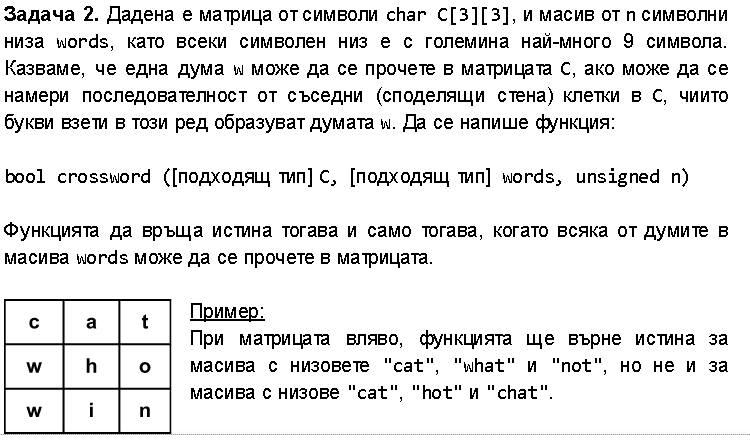 Задача 2. Дадена е матрица от символи char C[3][3], и масив от n символни
низа words, като всеки символен низ е с големина най-много 9 символа.
Казваме, че една дума w може да се прочете в матрицата C, ако може да се
намери последователност от съседни (споделящи стена) клетки в C, чиито
букви взети в този ред образуват думата w. Да се напише функция:
bool crossword ([подходящ тип] C, [подходящ тип] words, unsigned n)
Функцията да връща истина тогава и само тогава, когато всяка от думите в
масива words може да се прочете в матрицата.
c a t
w h o
w i n
Пример:
При матрицата вляво, функцията ще върне истина за
масива с низовете "cat", "what" и "not", но не и за
масива с низове "cat", "hot" и "chat".